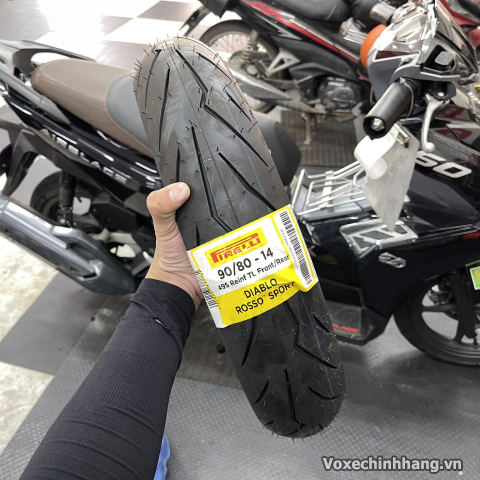 PIRELLI
90/80 - 14
49S Reinf TL Front/Rear
DIABLO
ROSSO SPORT
Voxechinhhang.vn